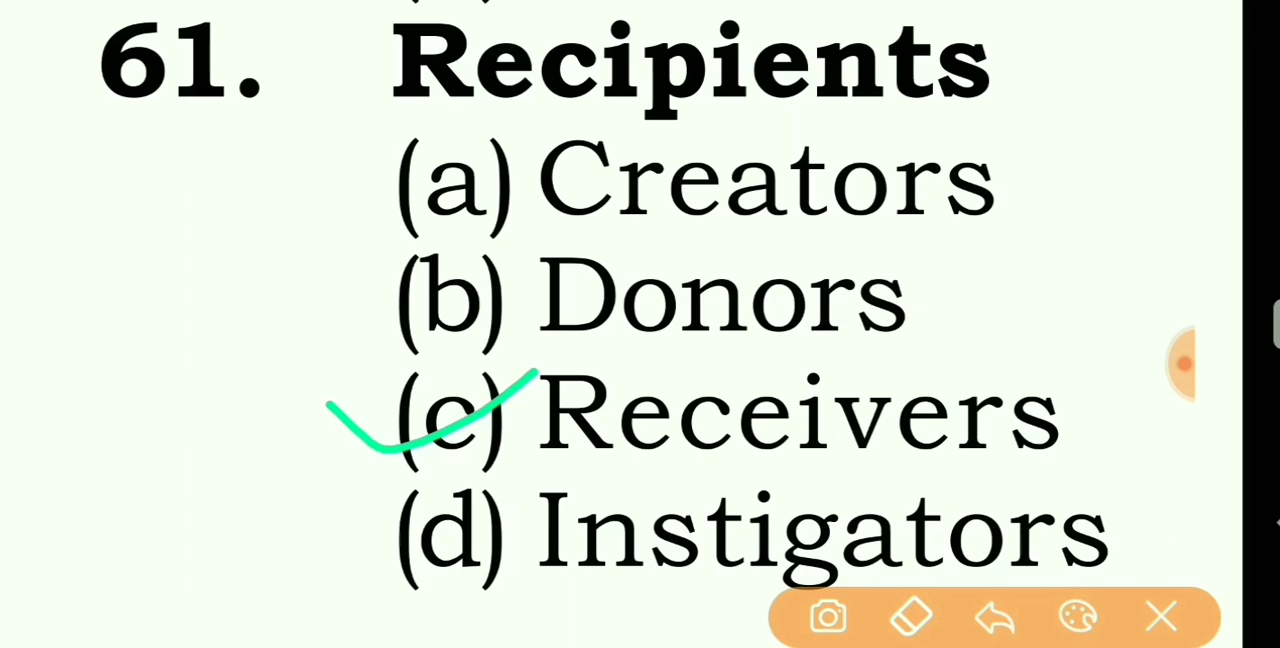 61. Recipients
(a) Creators
(b) Donors
(c) Receivers
(d) Instigators